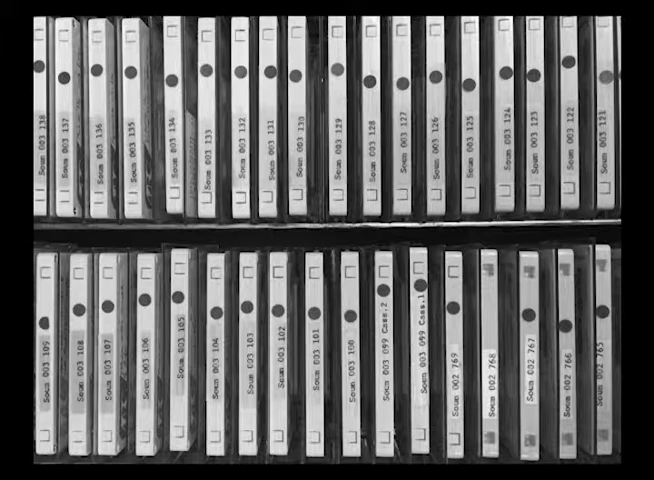 Soum 003 138
Soum 003 137
Soum 003 136
Soum 003 135
Soum 003 134
Soum 003 133
Soum 003 132
Soum 003 131
Soum 003 130
Soum 003 129
Soum 003 128
Soum 003 127
Soum 003 126
Soum 003 125
Soum 003 124
Soum 003 123
Soum 003 122
Soum 003 121
Soum 003 109
Soum 003 108
Soum 003 107
Soum 003 106
Soum 003 105
Soum 003 104
Soum 003 103
Soum 003 102
Soum 003 101
Soum 003 100
Soum 003 099 Cass.2
Soum 003 099 Cass.1
Soum 002 769
Soum 002 768
Soum 002 767
Soum 002 766
Soum 002 765